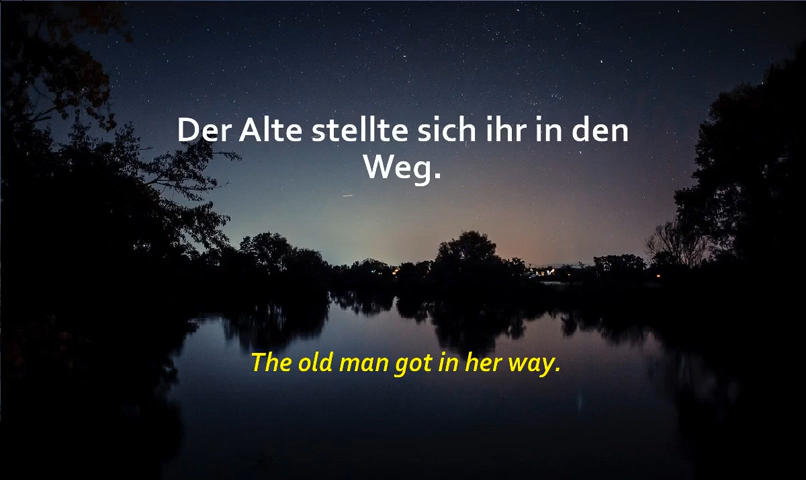 Der Alte stellte sich ihr in den
Weg.
The old man got in her way.